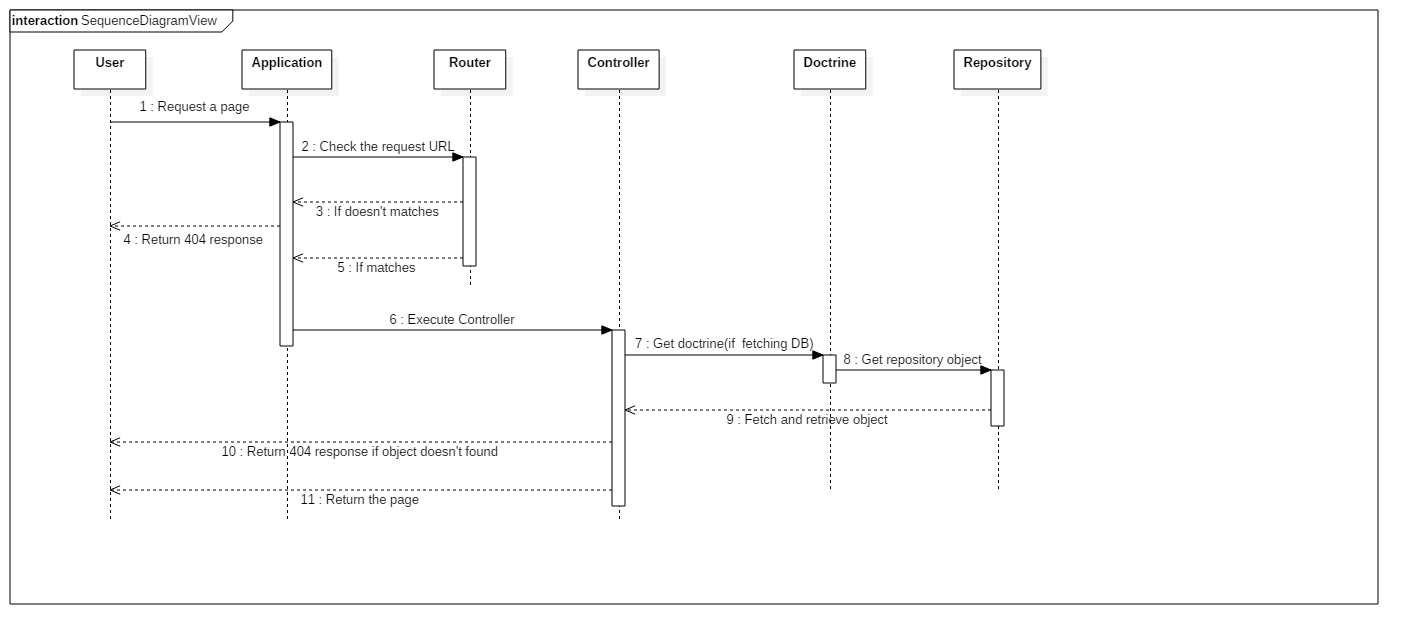 interaction SequenceDiagramView
User
Application
Router
Controller
Doctrine
Repository
1 : Request a page
2 : Check the request URL
3 : If doesn't matches
4 : Return 404 response
5 : If matches
6 : Execute Controller
7 : Get doctrine(if  fetching DB)
8 : Get repository object
9 : Fetch and retrieve object
10 : Return 404 response if object doesn't found
11 : Return the page